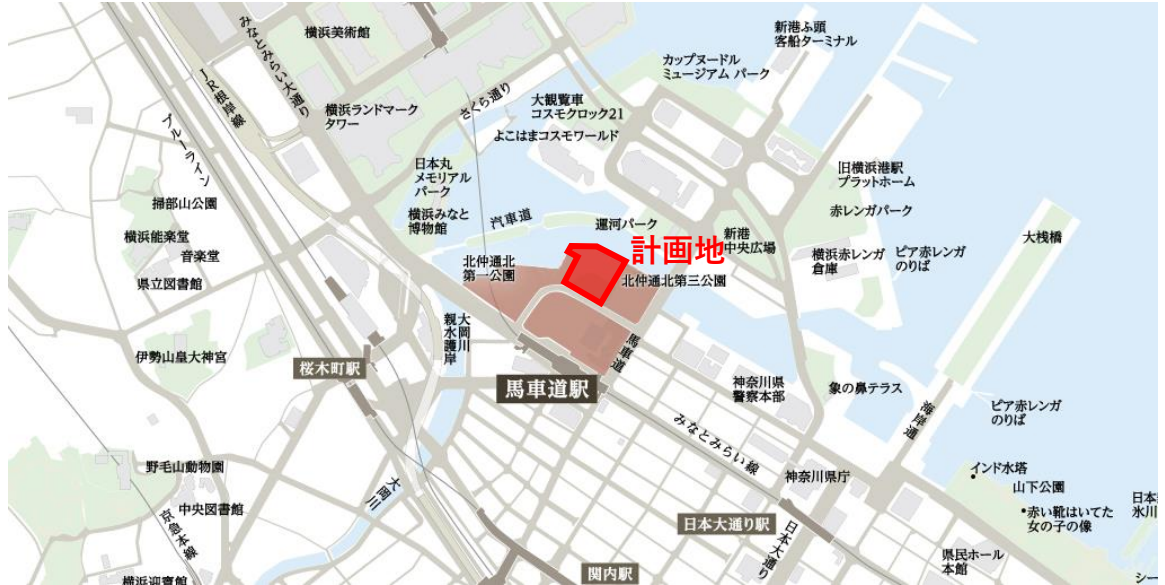 横浜美術館
みなとみらい大通り
JR根岸線
ブルーライン
横浜ランドマーク
タワー
さくら通り
新港ふ頭
客船ターミナル
カップヌードル
ミュージアム パーク
大観覧車
コスモクロック21
よこはまコスモワールド
日本丸
メモリアル
パーク
横浜みなと
博物館
汽車道
運河パーク
旧横浜港駅
プラットホーム
赤レンガパーク
新港
中央広場
計画地
横浜赤レンガ
倉庫
ピア赤レンガ
のりば
大桟橋
掃部山公園
横浜能楽堂
音楽堂
県立図書館
北仲通北
第一公園
北仲通北第三公園
伊勢山皇大神宮
桜木町駅
大岡川
親水護岸
馬車道
馬車道駅
神奈川県
警察本部
象の鼻テラス
海岸通
ピア赤レンガ
のりば
みなとみらい線
野毛山動物園
中央図書館
京急本線
大岡川
神奈川県庁
インド水塔
山下公園
赤い靴はいてた
女の子の像
氷川
日本大通り駅
日本大通り
県民ホール
本館
関内駅
横浜迎賓館
シー